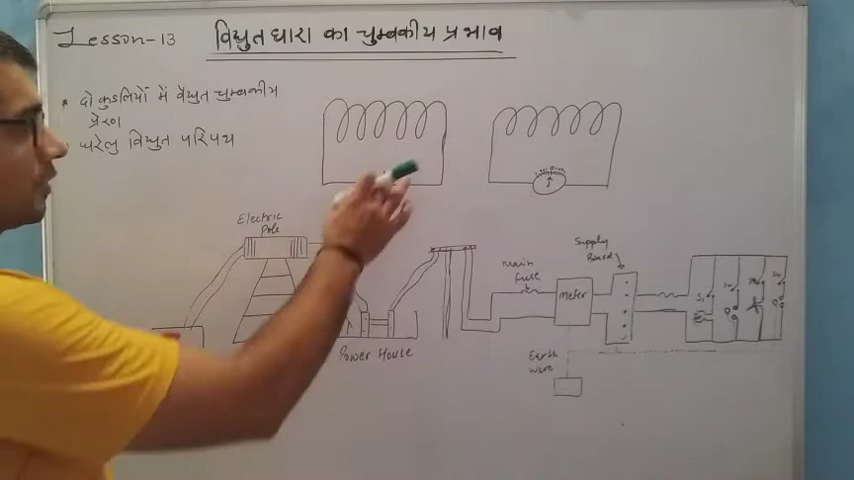 Lesson-13
विद्युत धारा का चुम्बकीय प्रभाव
* दो कुडलियों में वैद्युत चुम्बकीय
प्रेरण
* घरेलु विद्युत परिपथ
Electric
Pole
Power House
Main
fuse
Meter
Supply
Board
Earth
wire
S₁